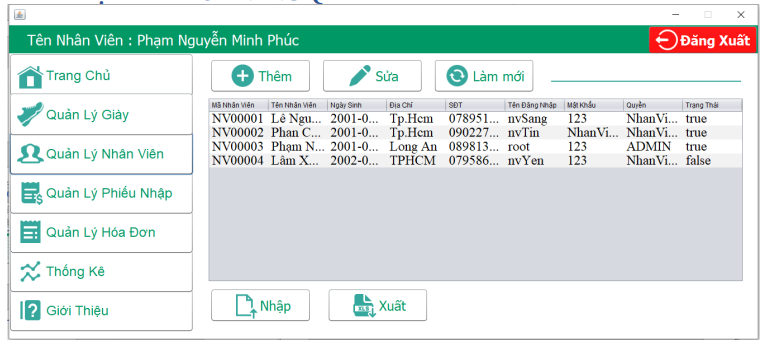 Tên Nhân Viên : Phạm Nguyễn Minh Phúc
Đăng Xuất
Trang Chủ
Quản Lý Giày
Quản Lý Nhân Viên
Quản Lý Phiếu Nhập
Quản Lý Hóa Đơn
Thống Kê
Giới Thiệu
Thêm Sửa Làm mới
Mã Nhân Viên Tên Nhân Viên Ngày Sinh Địa Chỉ SĐT Tên Đăng Nhập Mật Khẩu Quyền Trạng Thái
NV00001 Lê Ngu... 2001-0... Tp.Hcm 078951... nvSang 123 NhanVi... true
NV00002 Phan C... 2001-0... Tp.Hcm 090227... nvTin NhanVi... 123 NhanVi... true
NV00003 Phạm N... 2001-0... Long An 089813... root 123 ADMIN true
NV00004 Lâm X... 2002-0... TPHCM 079586... nvYen 123 NhanVi... false
Nhập XLS Xuất